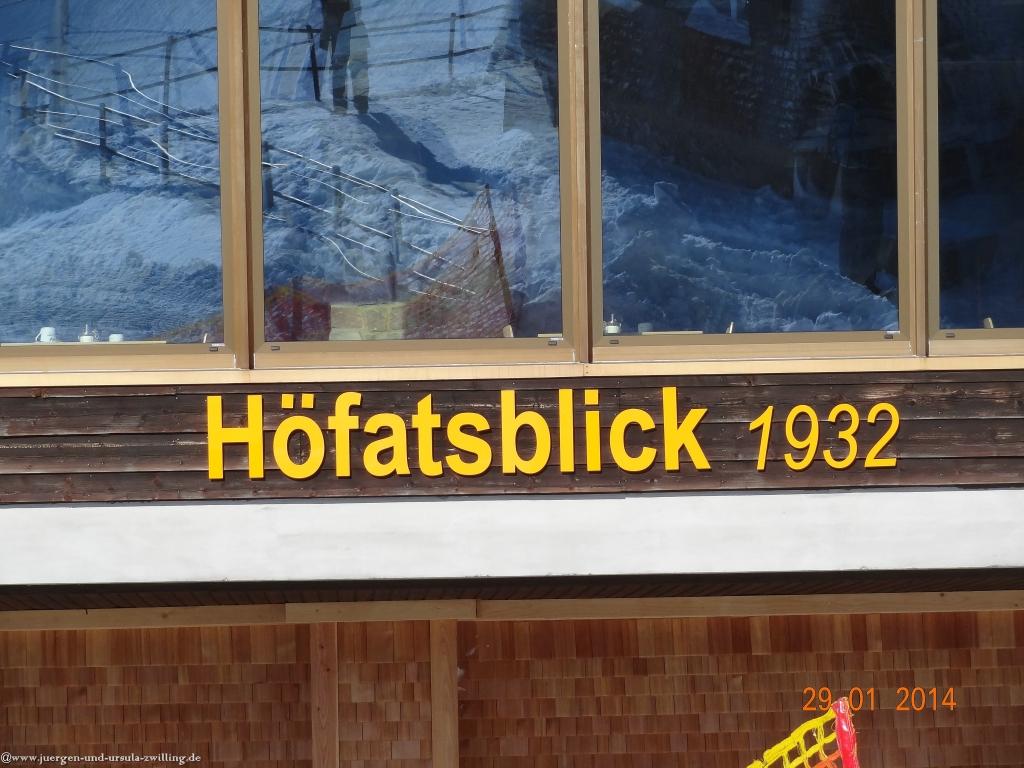 Höfatsblick 1932
29.01 2014
@www.juergen-und-ursula-zwilling.de